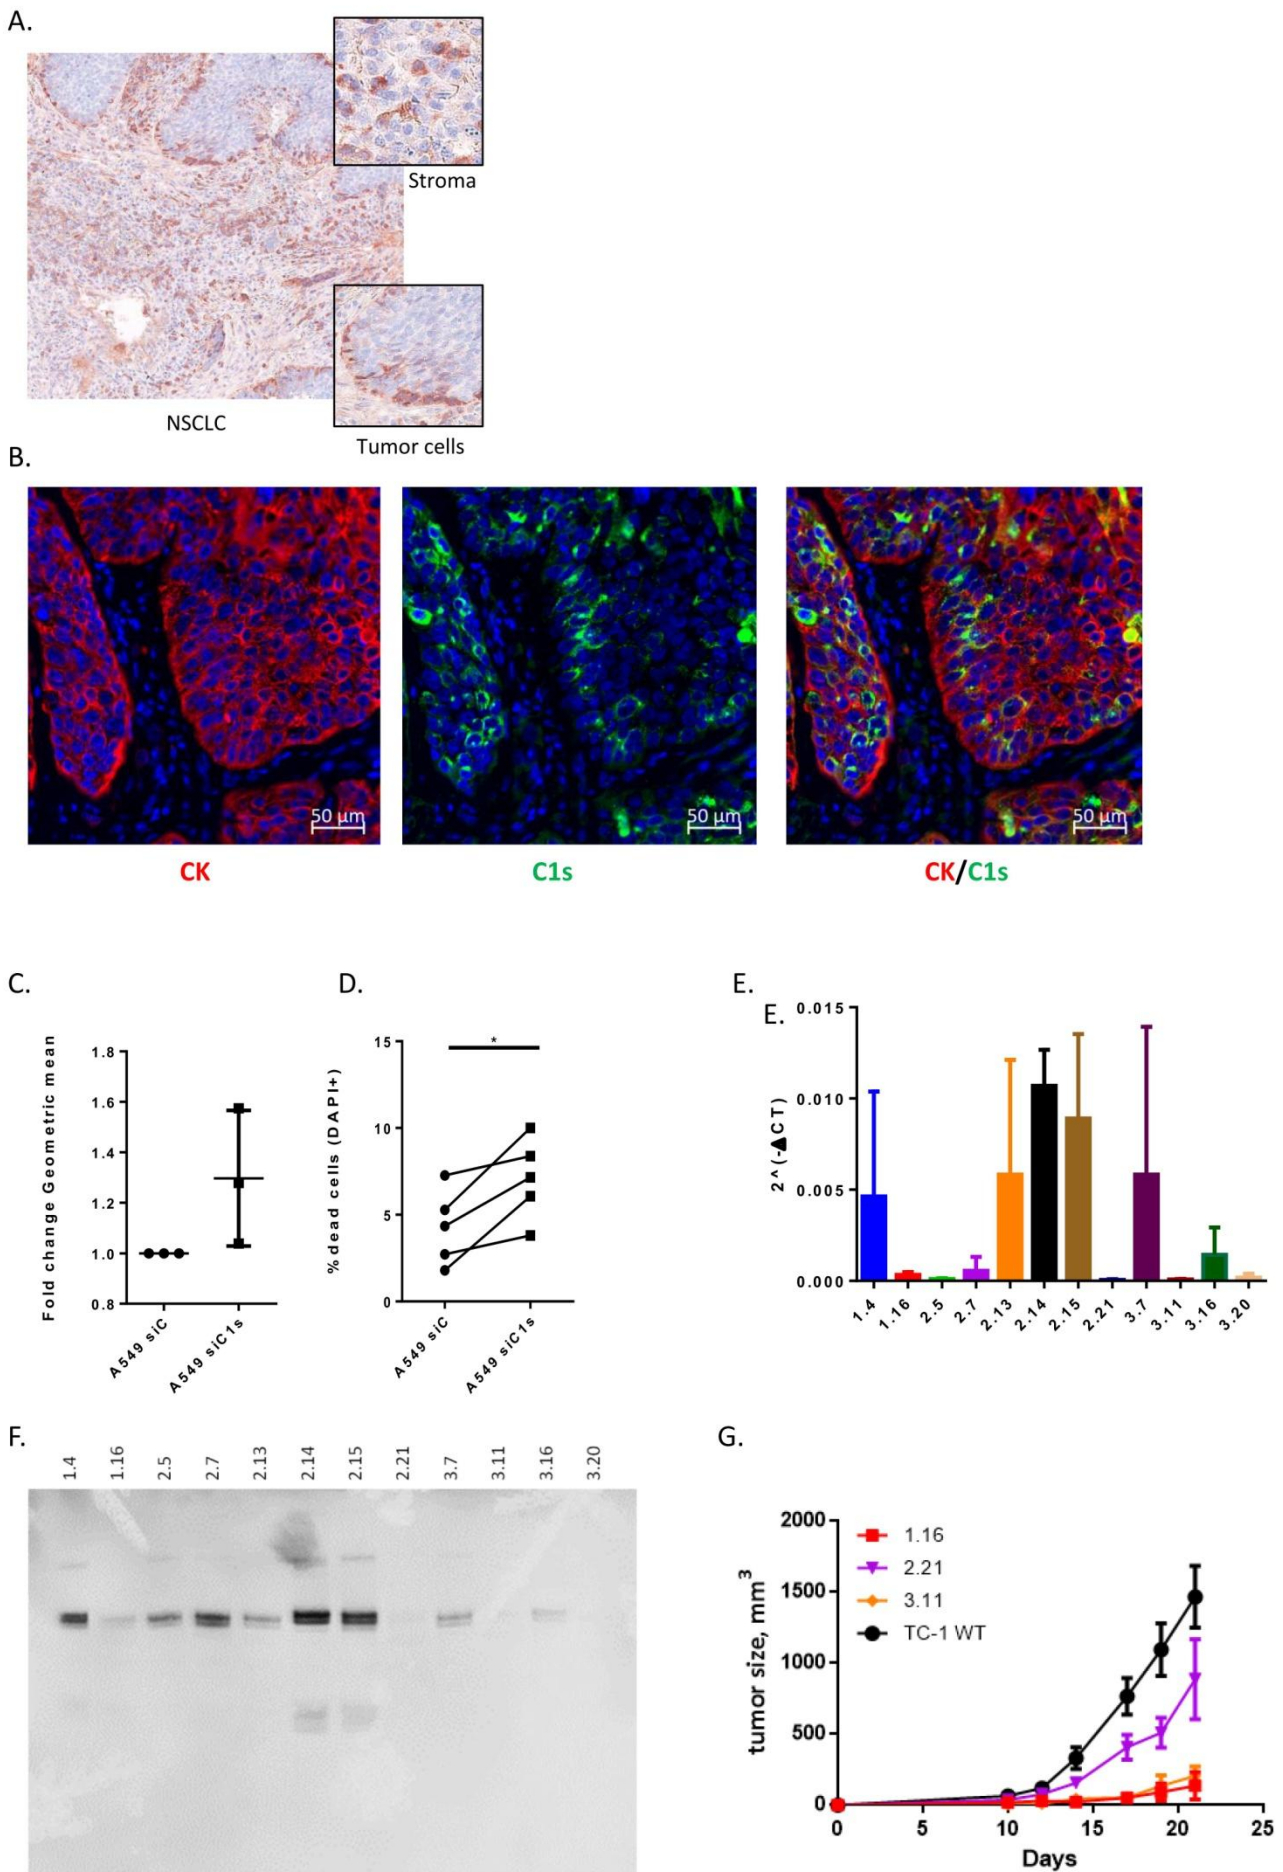 A.
Stroma
NSCLC
Tumor cells
B.
50 µm
50 µm
50 µm
CK
C1s
CK/C1s
C.
D.
E.
E.
Fold change Geometric mean
1.8
1.6
1.4
1.2
1.0
0.8
A549 siC
A549 siC1s
%dead cells (DAPI+)
15
10
5
0
*
A549 siC
A549 siC1s
2^(-▲CT)
0.015
0.010
0.005
0.000
1.4
1.16
2.5
2.7
2.13
2.14
2.15
2.21
3.7
3.11
3.16
3.20
F.
1.4
1.16
2.5
2.7
2.13
2.14
2.15
2.21
3.7
3.11
3.16
3.20
G.
tumor size, mm³
2000
1500
1000
500
0
1.16
2.21
3.11
TC-1 WT
0
5
10
15
20
25
Days